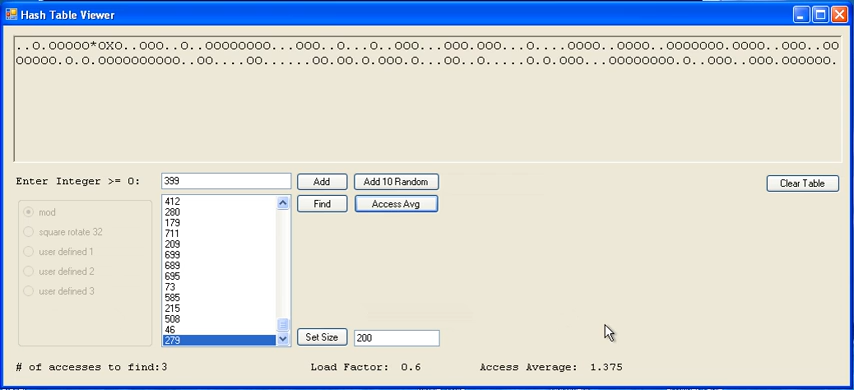 Hash Table Viewer
..O.OOOOO*OXO..OOO..O..OOOOOOOO...OOO..O...O..OOO...OOO.OOO...O....OOOO..OOOO..OOOOOOO.OOOO..OOO..OO
OOOOO.O.O.OOOOOOOOOO..OO....OO......OO.OO.O.OOO.O...OO..O.....O.O.OOO...OOOOOOOO.O..OOO..OOO.OOOOOO.
Enter Integer >= 0:
399
Add
Add 10 Random
Clear Table
mod
square rotate 32
user defined 1
user defined 2
user defined 3
412
280
179
711
209
699
689
695
73
585
215
508
46
279
Find
Access Avg
Set Size
200
# of accesses to find:3
Load Factor: 0.6
Access Average: 1.375